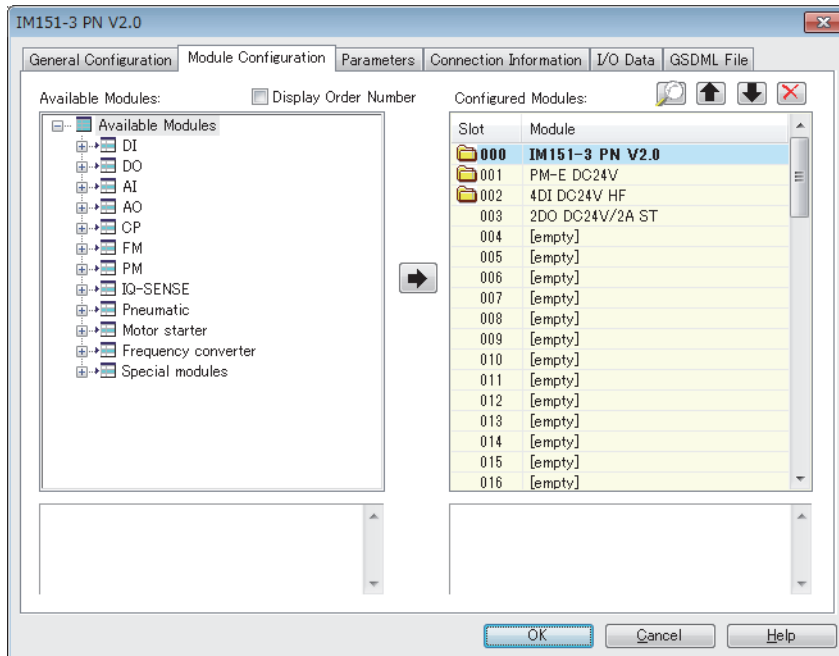 IM151-3 PN V2.0
General Configuration Module Configuration Parameters Connection Information I/O Data GSDML File
Available Modules: Display Order Number Configured Modules:
Available Modules
DI
DO
AI
AO
CP
FM
PM
IQ-SENSE
Pneumatic
Motor starter
Frequency converter
Special modules
Slot Module
000 IM151-3 PN V2.0
001 PM-E DC24V
002 4DI DC24V HF
003 2DO DC24V/2A ST
004 [empty]
005 [empty]
006 [empty]
007 [empty]
008 [empty]
009 [empty]
010 [empty]
011 [empty]
012 [empty]
013 [empty]
014 [empty]
015 [empty]
016 [empty]
OK Cancel Help